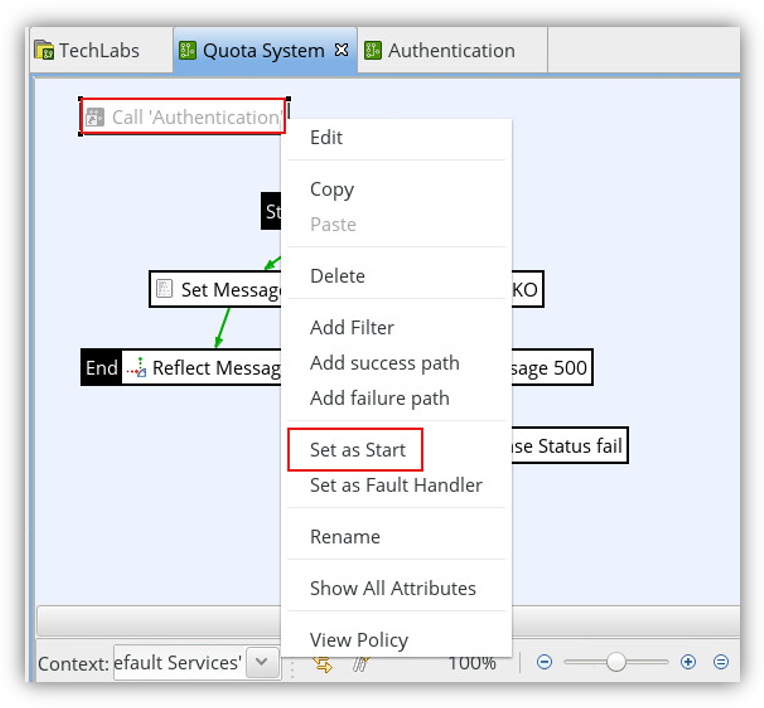 TechLabs
Quota System
Authentication
Call 'Authentication'
Edit
Copy
Paste
Delete
Add Filter
Add success path
Add failure path
Set as Start
Set as Fault Handler
Rename
Show All Attributes
View Policy
St
Set Message
KO
End
Reflect Messag
sage 500
se Status fail
Context:
efault Services'
100%